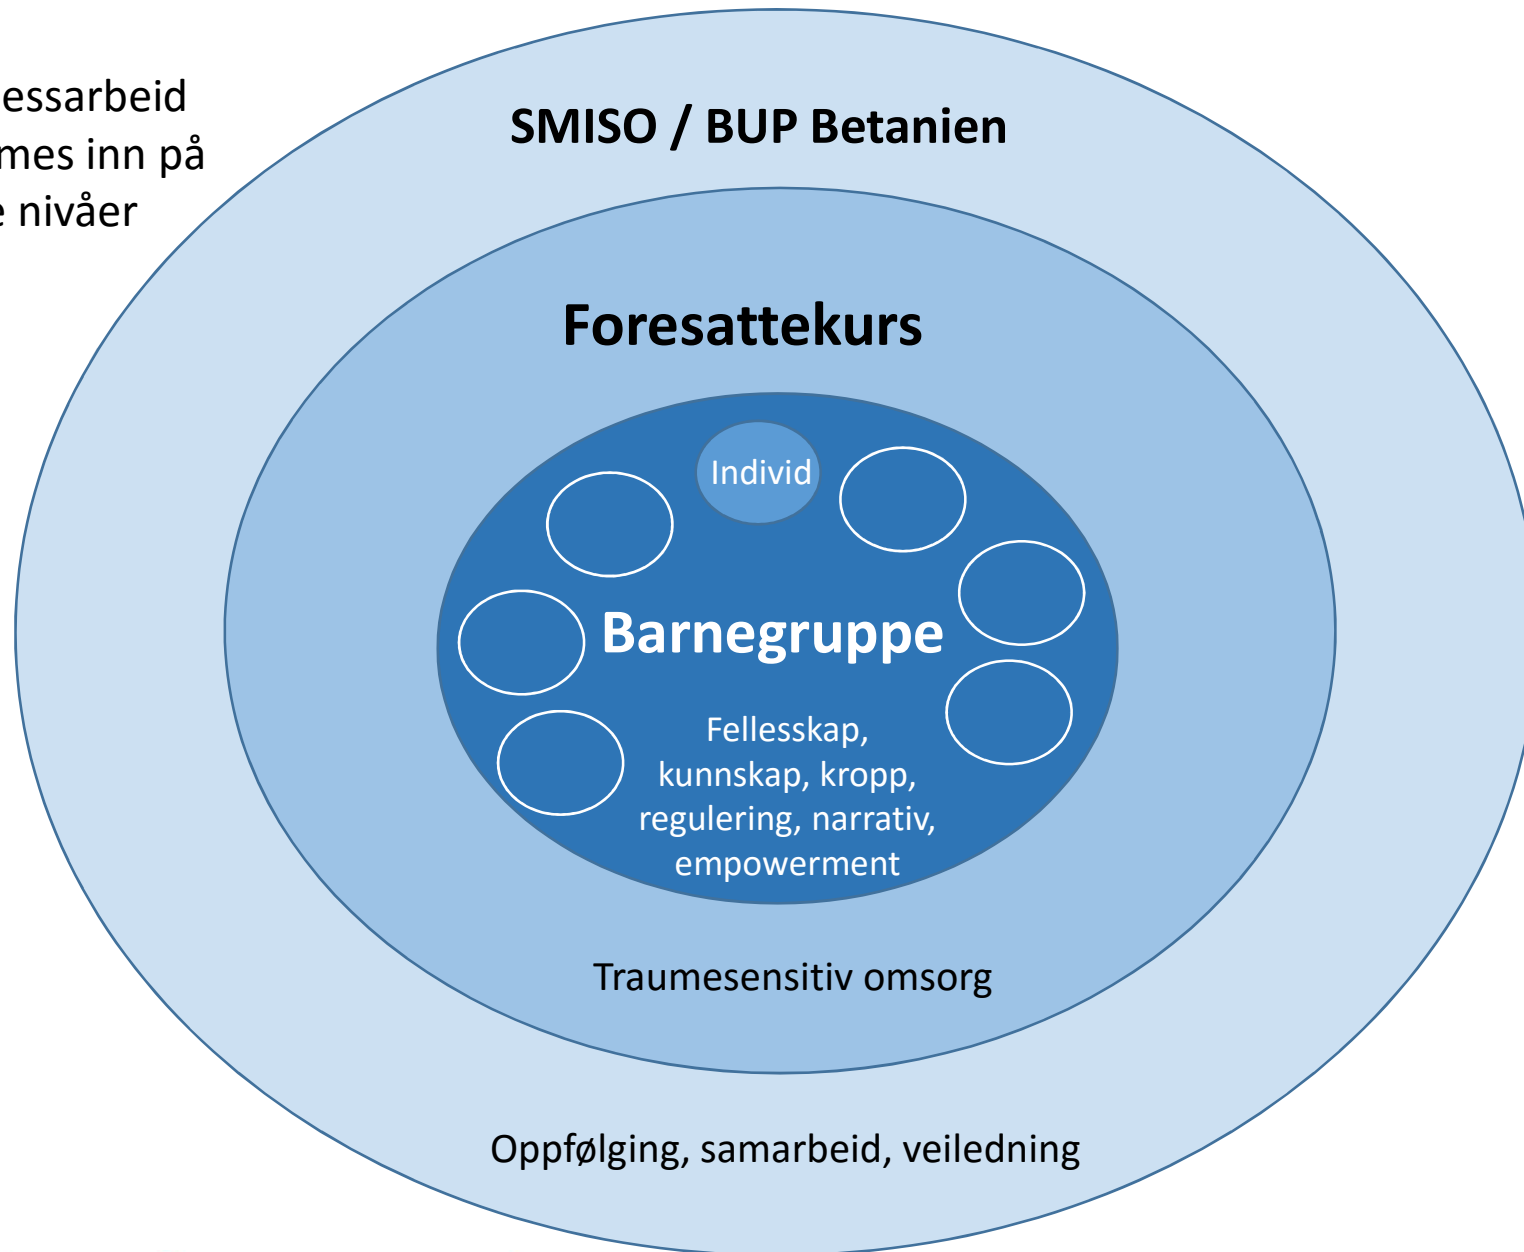 essarbeid
mes inn på
e nivåer
SMISO / BUP Betanien
Foresattekurs
Individ
Barnegruppe
Fellesskap,
kunnskap, kropp,
regulering, narrativ,
empowerment
Traumesensitiv omsorg
Oppfølging, samarbeid, veiledning